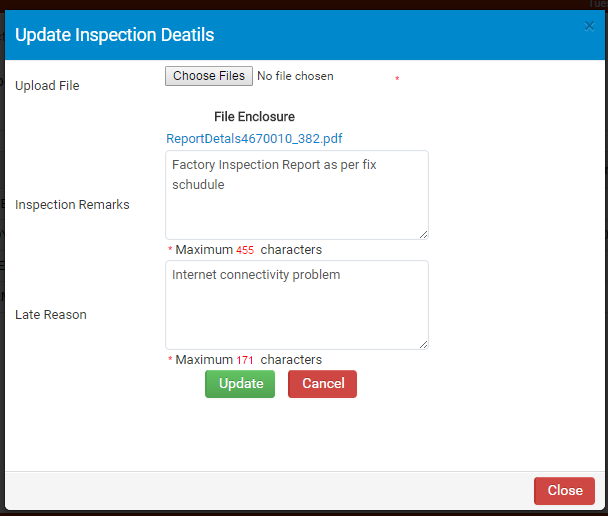 Update Inspection Deatils
×
Upload File
Choose Files No file chosen *
File Enclosure
ReportDetals4670010_382.pdf
Factory Inspection Report as per fix
schudule
Inspection Remarks
* Maximum 455 characters
Internet connectivity problem
Late Reason
* Maximum 171 characters
Update Cancel
Close